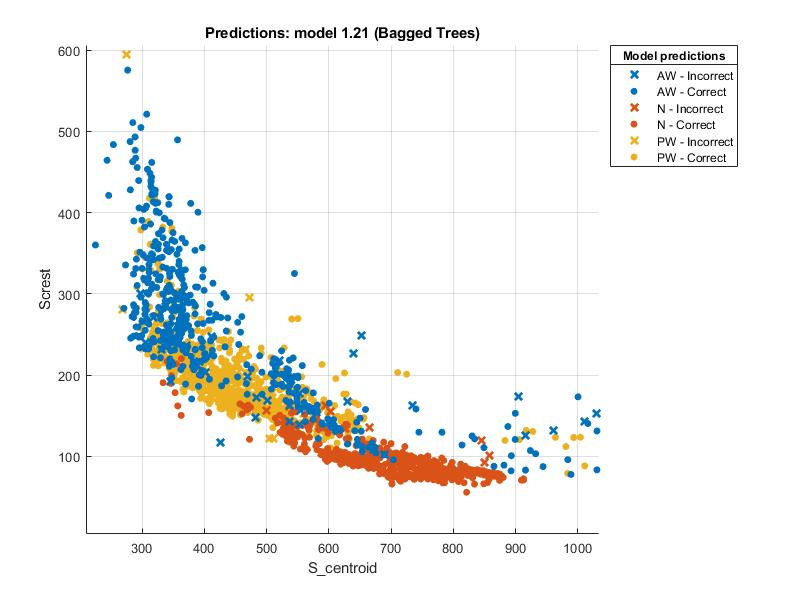 Predictions: model 1.21 (Bagged Trees)
Model predictions
AW - Incorrect
AW - Correct
N - Incorrect
N - Correct
PW - Incorrect
PW - Correct
600
500
400
300
200
100
Screst
300 400 500 600 700 800 900 1000
S_centroid